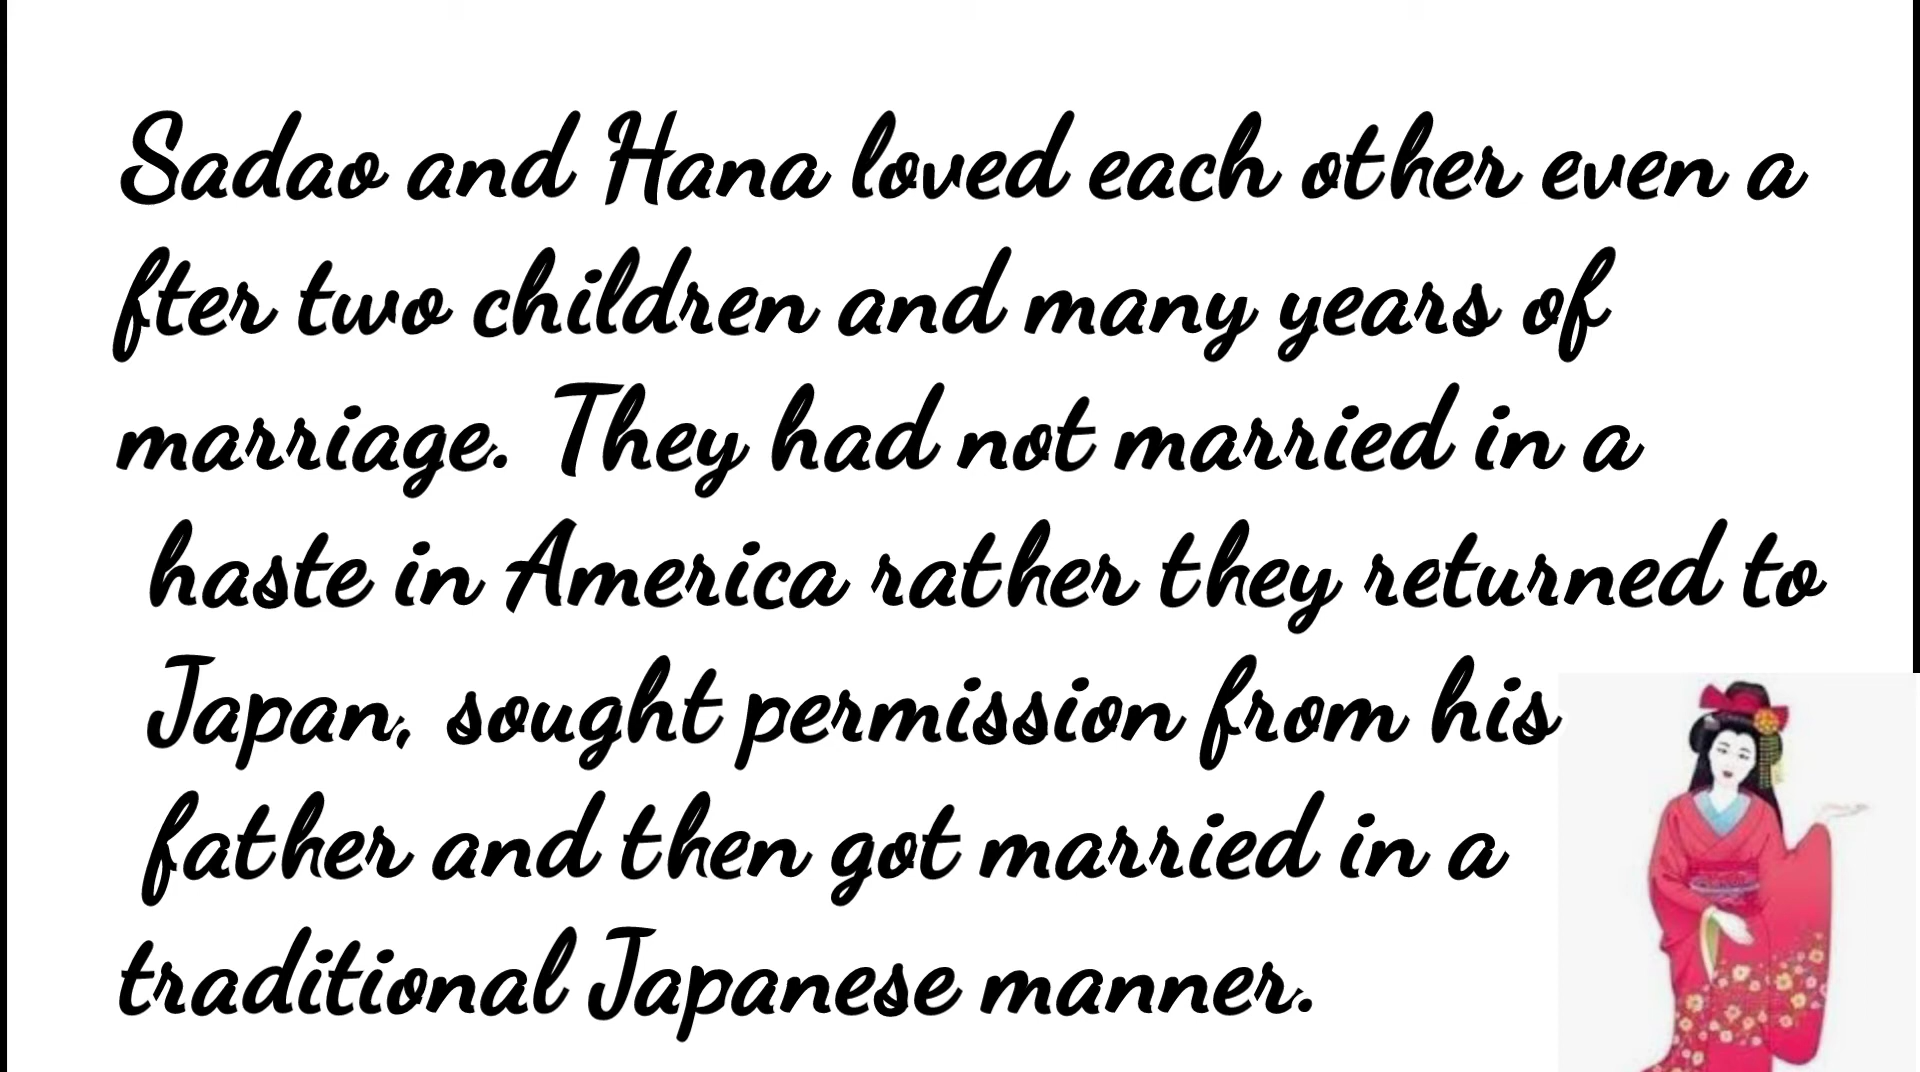 Sadao and Hana loved each other even a
fter two children and many years of
marriage. They had not married in a
haste in America rather they returned to
Japan, sought permission from his
father and then got married in a
traditional Japanese manner.